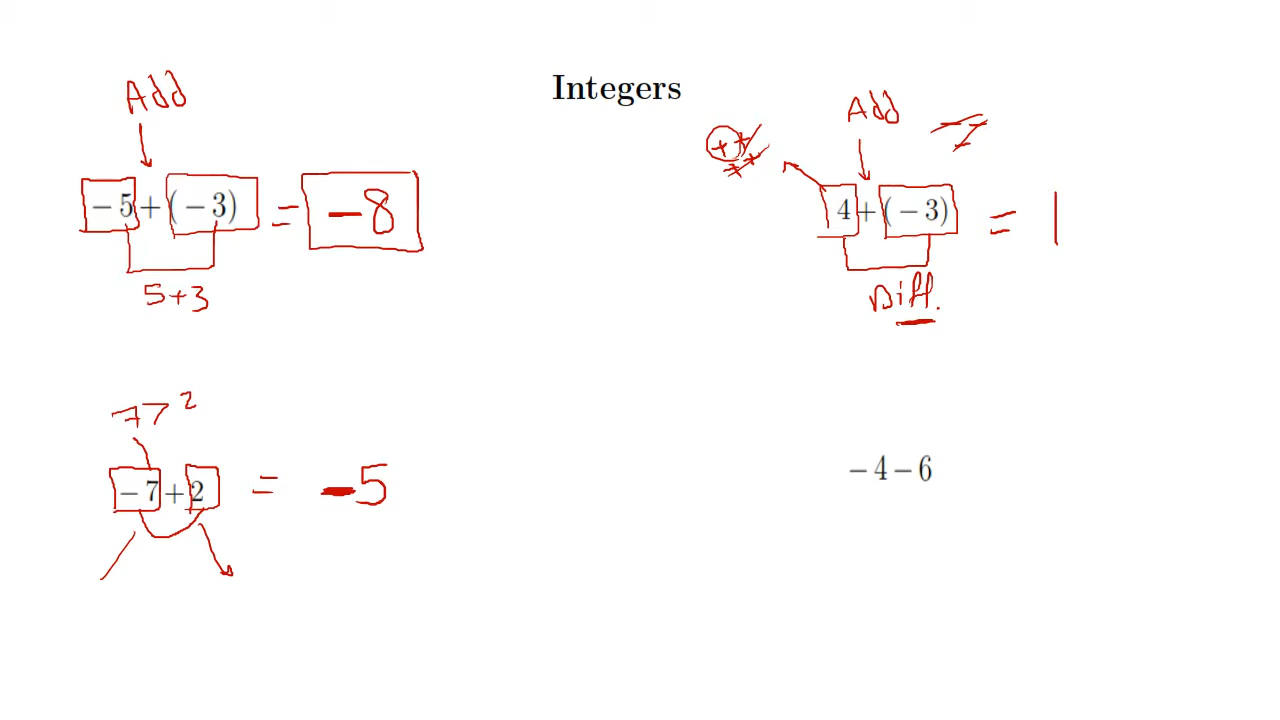 Integers
Add
- 5 + ( - 3) = - 8
5+3
Add
4 + ( - 3) = 1
Diff.
7 7 2
- 7 + 2 = - 5
- 4 - 6